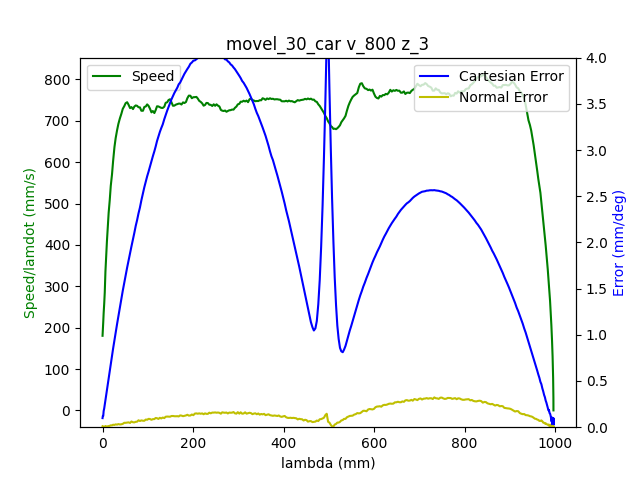 movel_30_car v_800 z_3
Speed
Cartesian Error
Normal Error
Speed/lamdot (mm/s)
800
700
600
500
400
300
200
100
0
4.0
3.5
3.0
2.5
2.0
1.5
1.0
0.5
0.0
Error (mm/deg)
0 200 400 600 800 1000
lambda (mm)